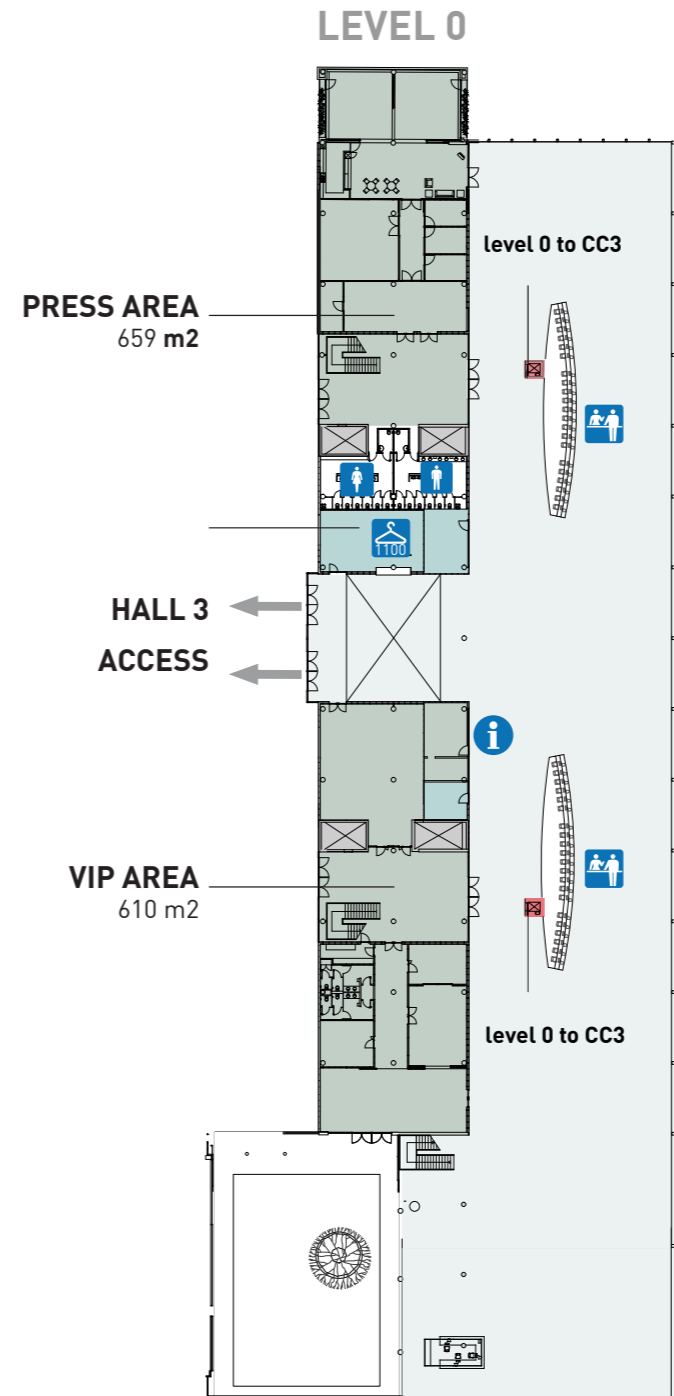 LEVEL 0
level 0 to CC3
PRESS AREA
659 m2
1100
HALL 3
ACCESS
i
VIP AREA
610 m2
level 0 to CC3